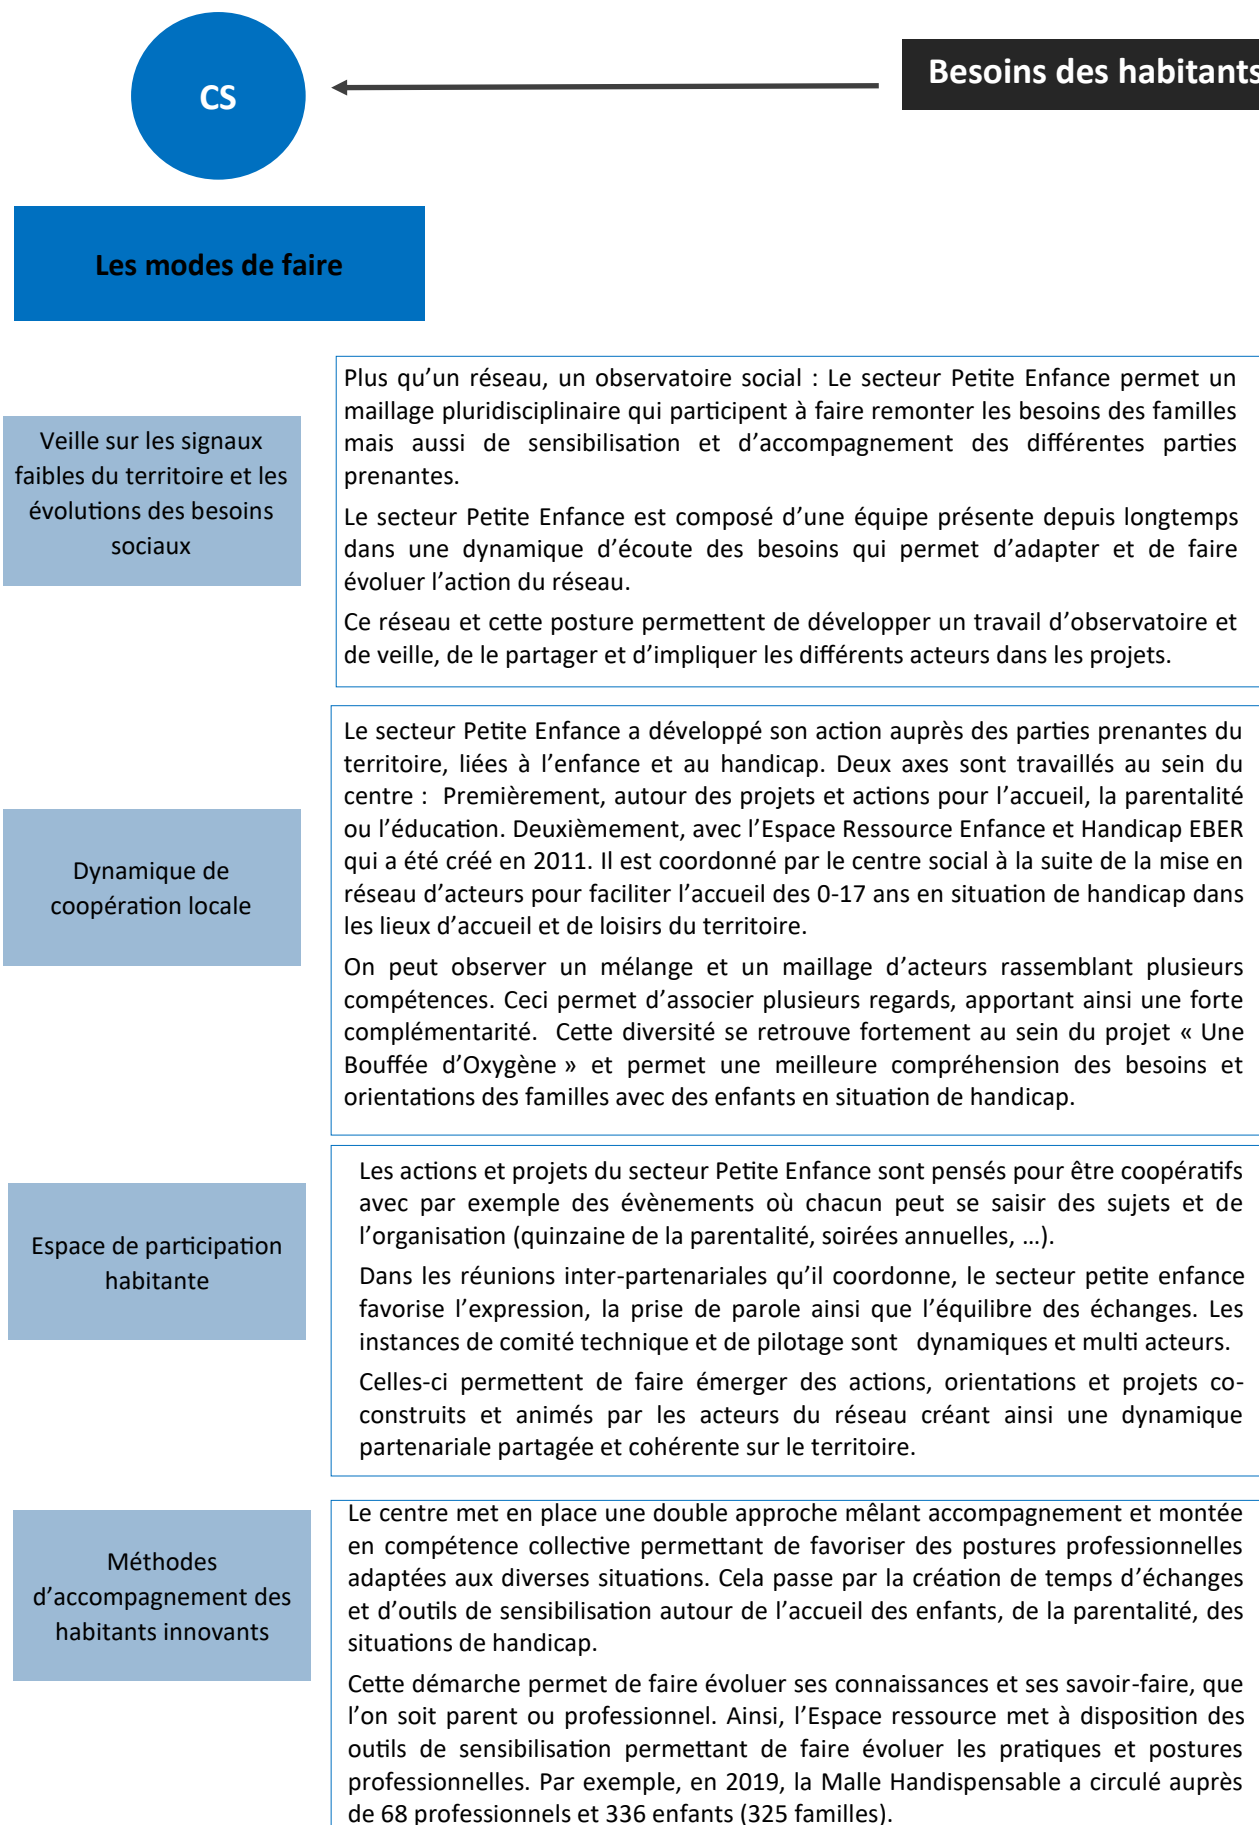 CS
Besoins des habitants
Les modes de faire
Veille sur les signaux
faibles du territoire et les
évolutions des besoins
sociaux
Plus qu’un réseau, un observatoire social : Le secteur Petite Enfance permet un
maillage pluridisciplinaire qui participent à faire remonter les besoins des familles
mais aussi de sensibilisation et d’accompagnement des différentes parties
prenantes.
Le secteur Petite Enfance est composé d’une équipe présente depuis longtemps
dans une dynamique d’écoute des besoins qui permet d’adapter et de faire
évoluer l’action du réseau.
Ce réseau et cette posture permettent de développer un travail d’observatoire et
de veille, de le partager et d’impliquer les différents acteurs dans les projets.
Dynamique de
coopération locale
Le secteur Petite Enfance a développé son action auprès des parties prenantes du
territoire, liées à l’enfance et au handicap. Deux axes sont travaillés au sein du
centre : Premièrement, autour des projets et actions pour l’accueil, la parentalité
ou l’éducation. Deuxièmement, avec l’Espace Ressource Enfance et Handicap EBER
qui a été créé en 2011. Il est coordonné par le centre social à la suite de la mise en
réseau d’acteurs pour faciliter l’accueil des 0-17 ans en situation de handicap dans
les lieux d’accueil et de loisirs du territoire.
On peut observer un mélange et un maillage d’acteurs rassemblant plusieurs
compétences. Ceci permet d’associer plusieurs regards, apportant ainsi une forte
complémentarité. Cette diversité se retrouve fortement au sein du projet « Une
Bouffée d’Oxygène » et permet une meilleure compréhension des besoins et
orientations des familles avec des enfants en situation de handicap.
Espace de participation
habitante
Les actions et projets du secteur Petite Enfance sont pensés pour être coopératifs
avec par exemple des évènements où chacun peut se saisir des sujets et de
l’organisation (quinzaine de la parentalité, soirées annuelles, …).
Dans les réunions inter-partenariales qu’il coordonne, le secteur petite enfance
favorise l’expression, la prise de parole ainsi que l’équilibre des échanges. Les
instances de comité technique et de pilotage sont dynamiques et multi acteurs.
Celles-ci permettent de faire émerger des actions, orientations et projets co-
construits et animés par les acteurs du réseau créant ainsi une dynamique
partenariale partagée et cohérente sur le territoire.
Méthodes
d’accompagnement des
habitants innovants
Le centre met en place une double approche mêlant accompagnement et montée
en compétence collective permettant de favoriser des postures professionnelles
adaptées aux diverses situations. Cela passe par la création de temps d’échanges
et d’outils de sensibilisation autour de l’accueil des enfants, de la parentalité, des
situations de handicap.
Cette démarche permet de faire évoluer ses connaissances et ses savoir-faire, que
l’on soit parent ou professionnel. Ainsi, l’Espace ressource met à disposition des
outils de sensibilisation permettant de faire évoluer les pratiques et postures
professionnelles. Par exemple, en 2019, la Malle Handispensable a circulé auprès
de 68 professionnels et 336 enfants (325 familles).